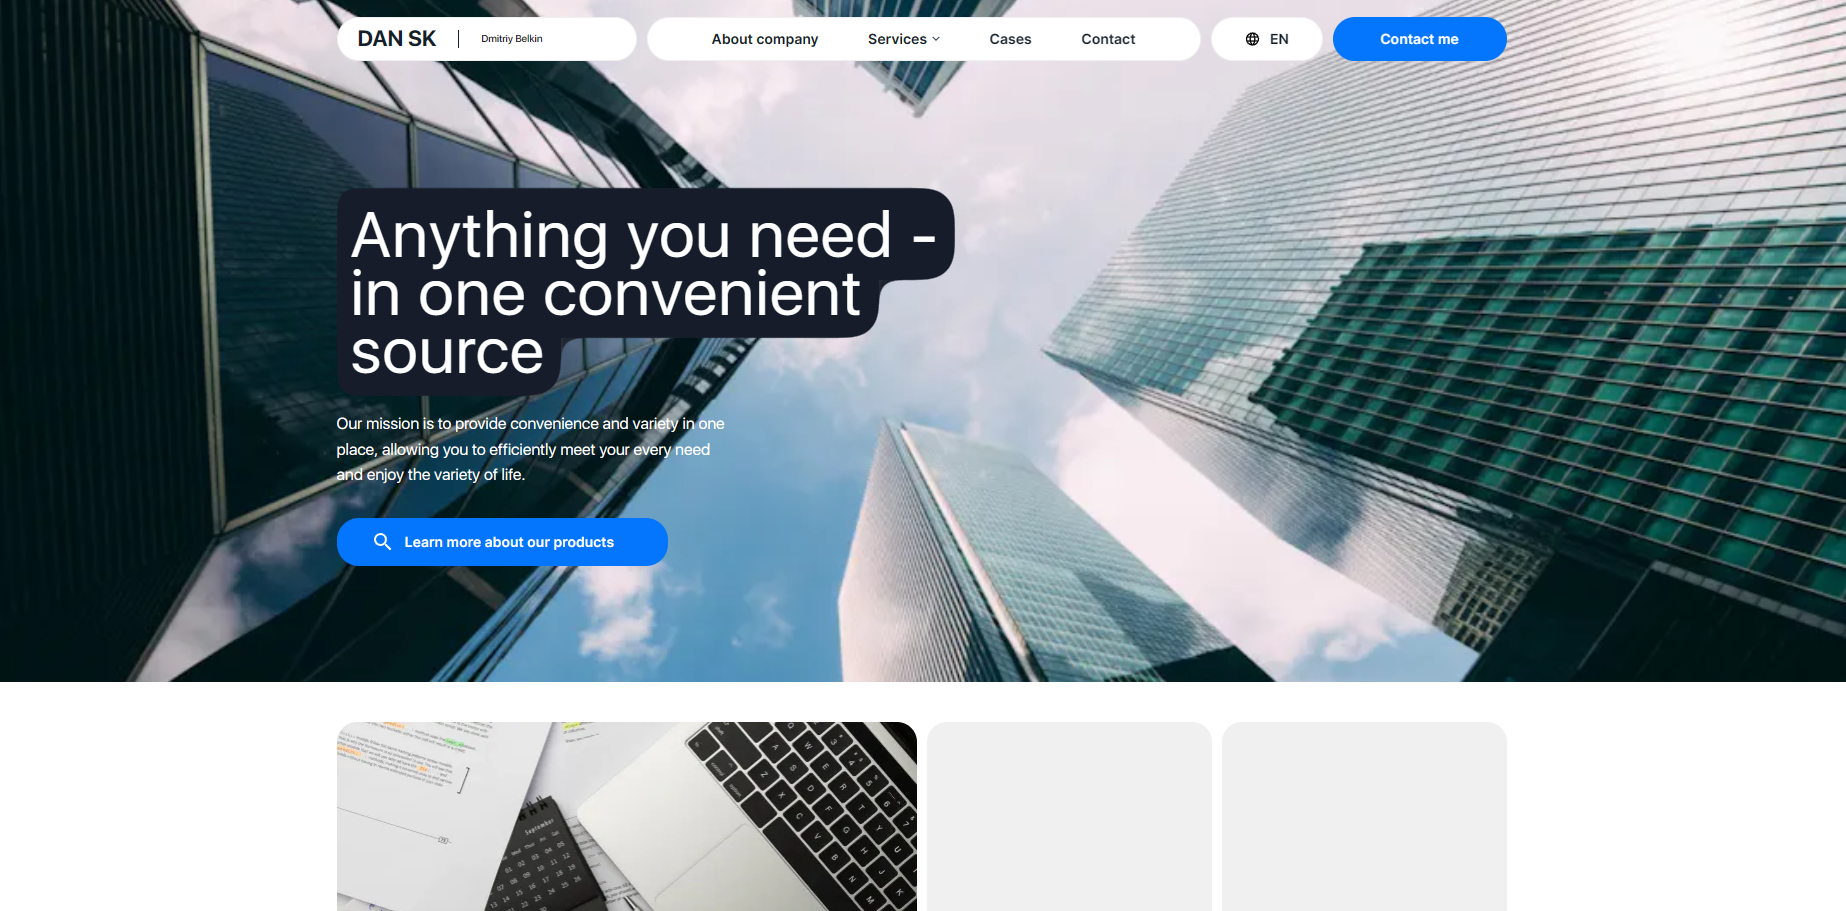 DAN SK
Dmitriy Belkin
About company
Services
Cases
Contact
EN
Contact me
Anything you need -
in one convenient
source
Our mission is to provide convenience and variety in one
place, allowing you to efficiently meet your every need
and enjoy the variety of life.
Learn more about our products
September